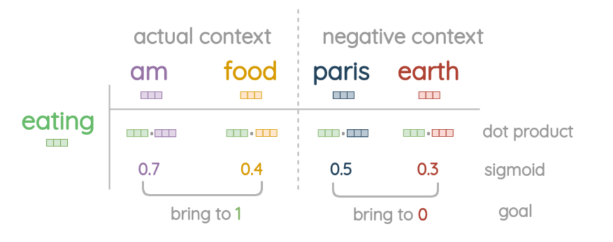 actual context negative context
am food paris earth
eating
dot product
0.7 0.4 0.5 0.3 sigmoid
bring to 1 bring to 0 goal